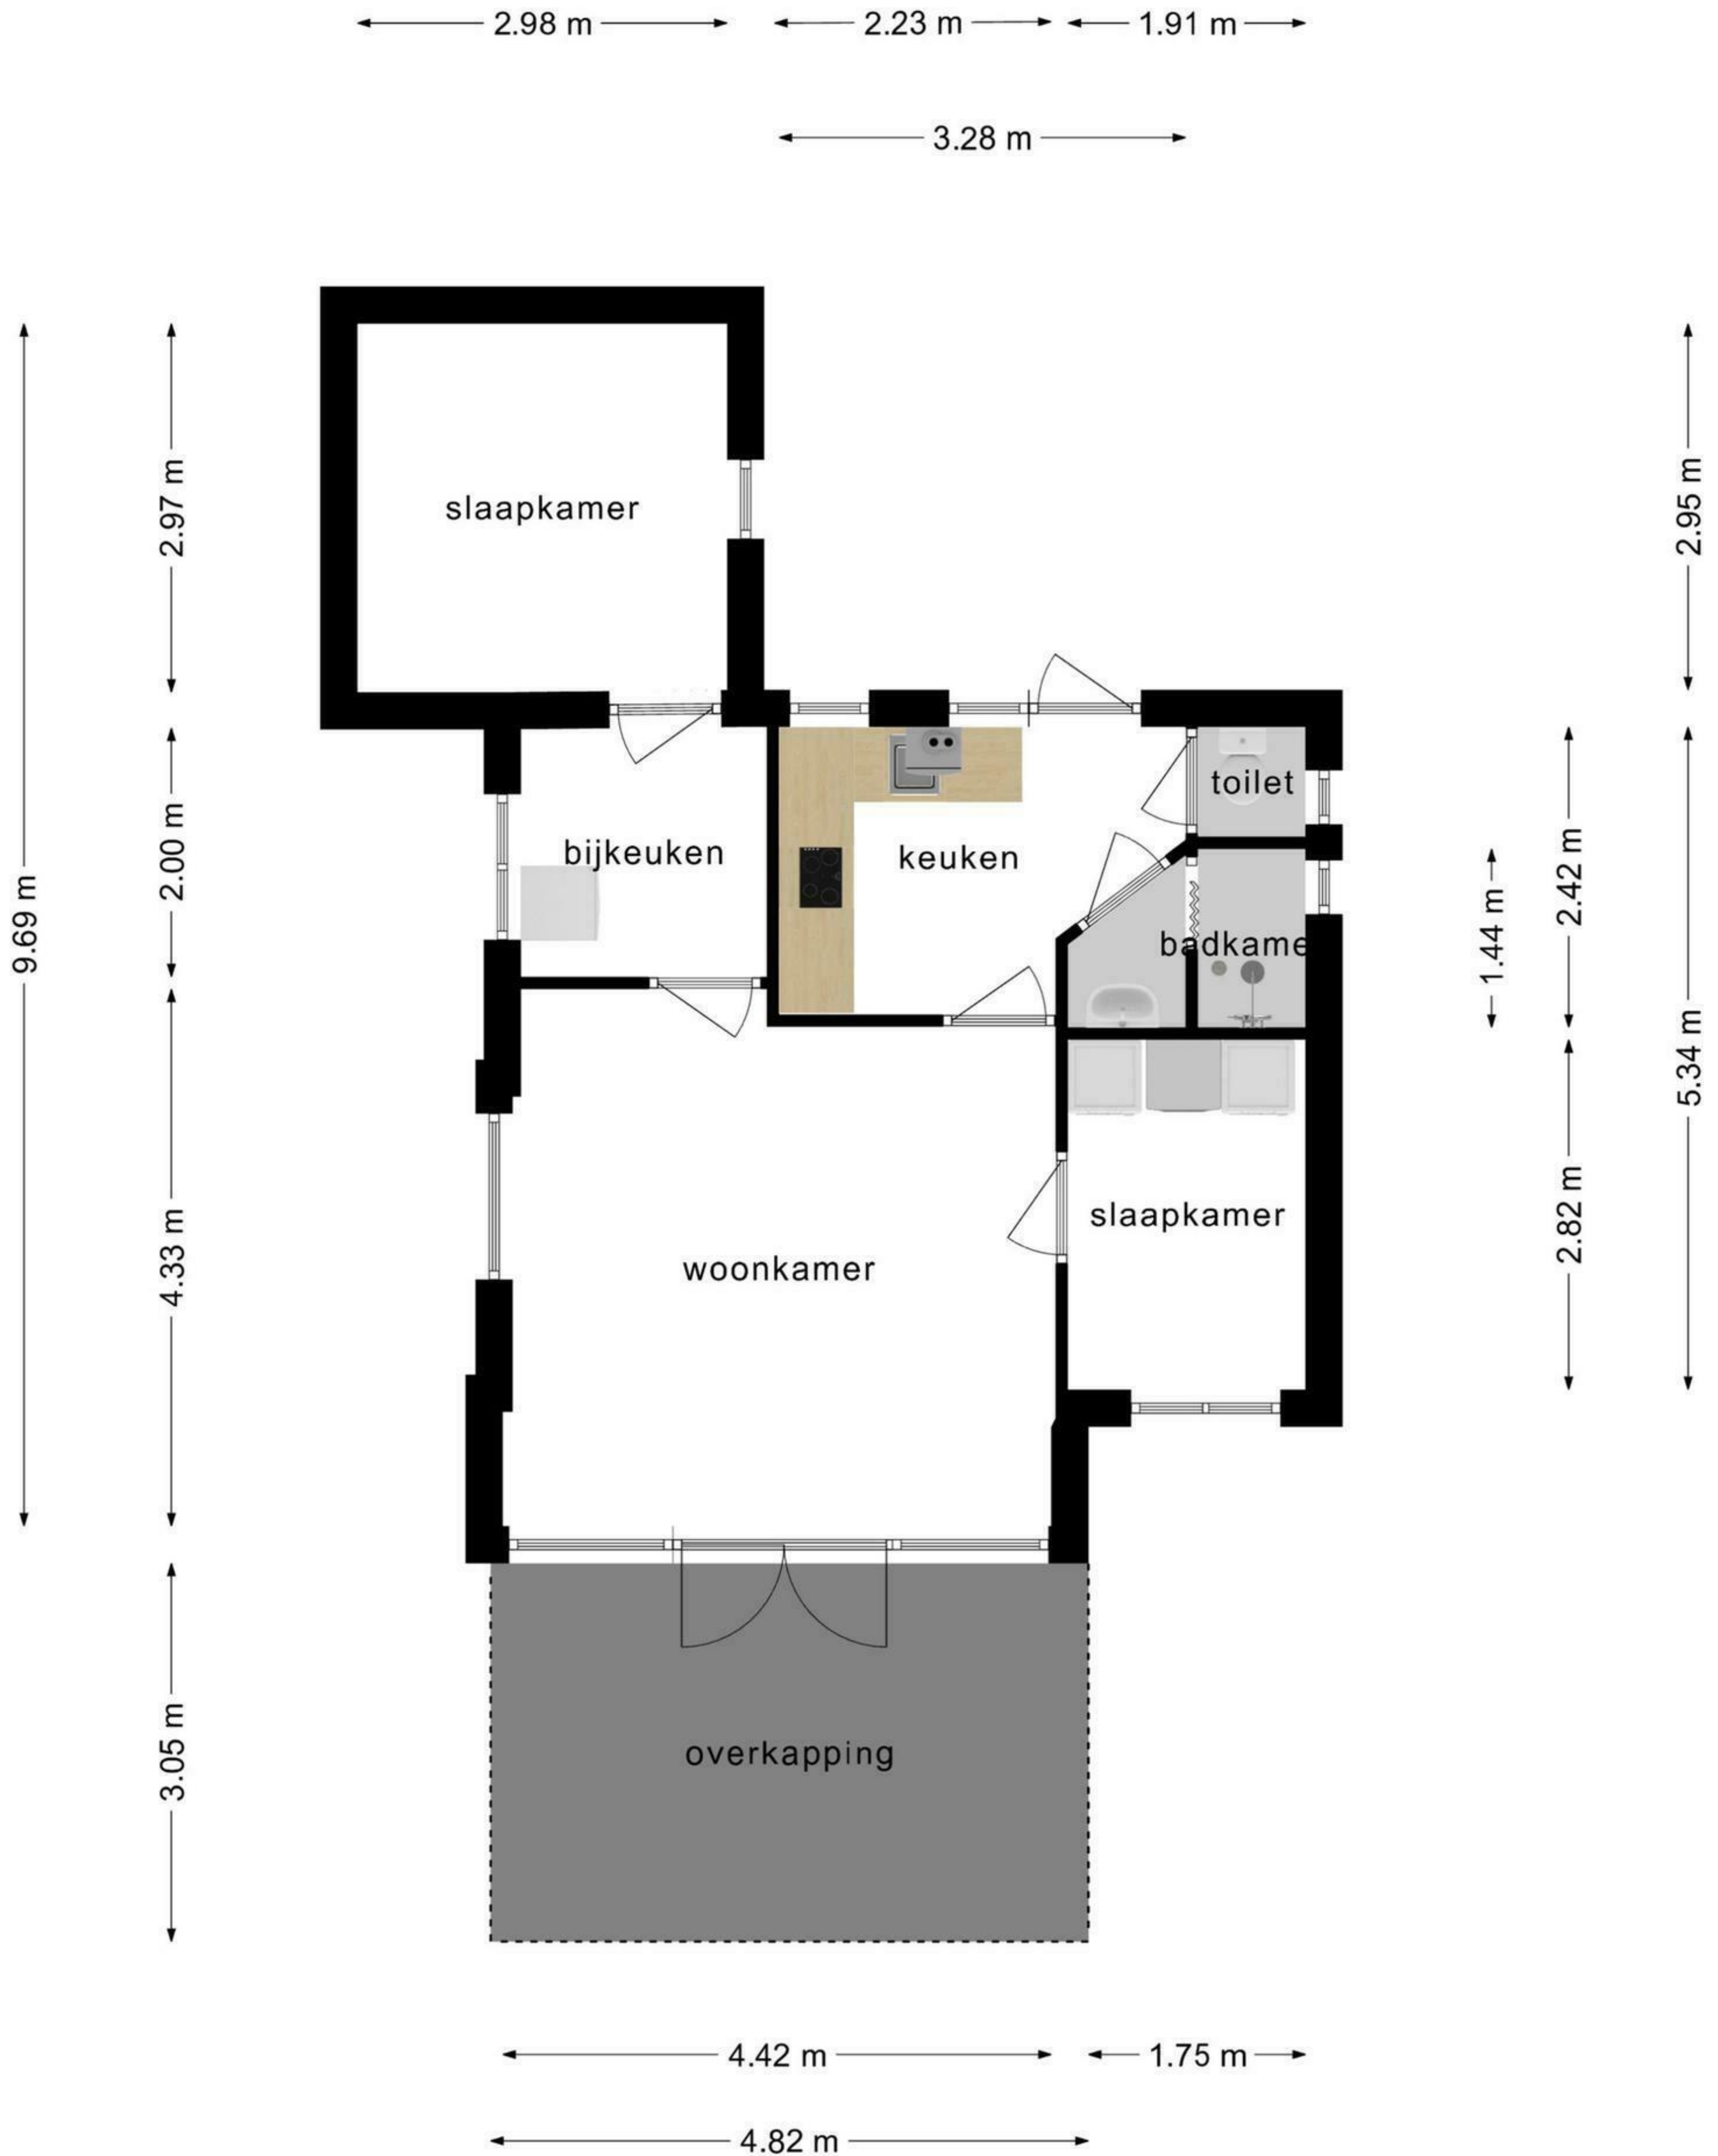 2.98 m
2.23 m
1.91 m
3.28 m
9.69 m
2.97 m
2.00 m
4.33 m
3.05 m
slaapkamer
bijkeuken
keuken
toilet
badkame
slaapkamer
woonkamer
overkapping
1.44 m
2.42 m
2.82 m
2.95 m
5.34 m
4.42 m
1.75 m
4.82 m